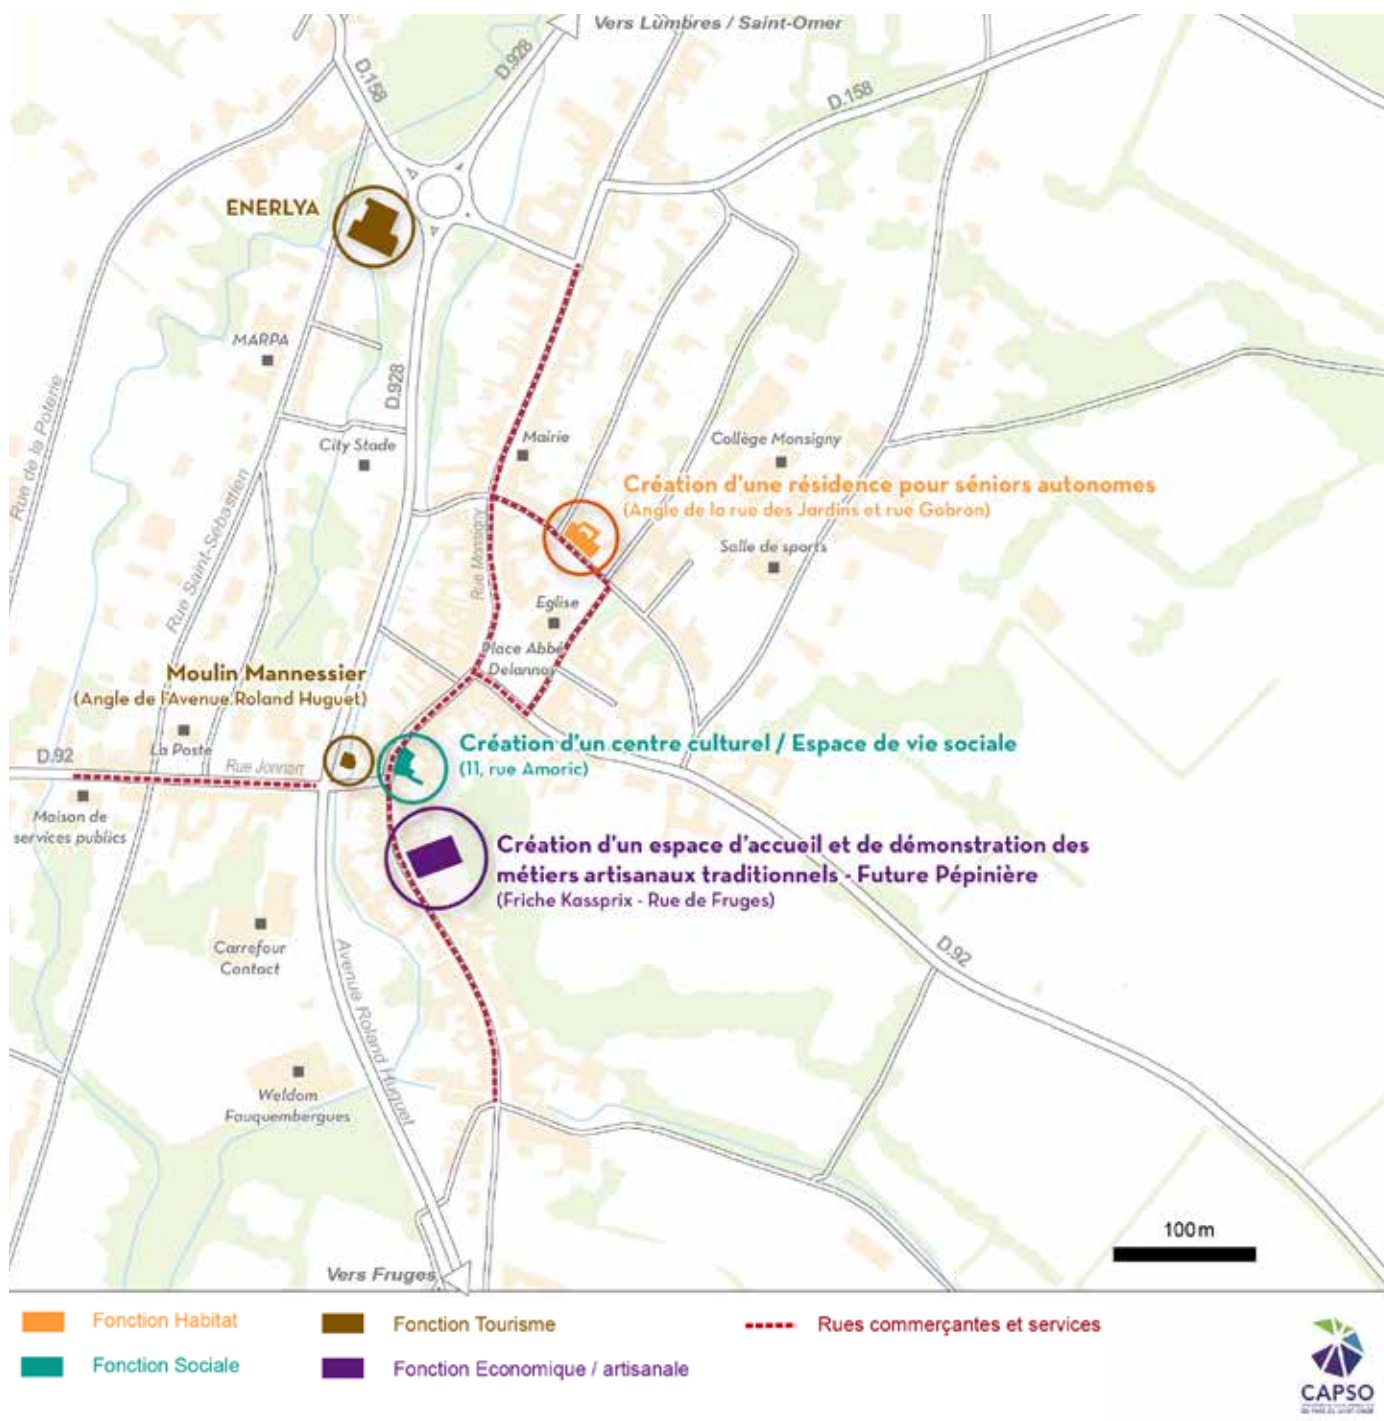 Vers Lumbres / Saint-Omer
D.158
D.928
D.158
ENERLYA
MARPA
D.928
Rue de la Poterie
City Stade
Mairie
Collège Monsigny
Création d'une résidence pour séniors autonomes
(Angle de la rue des Jardins et rue Gobron)
Rue Saint-Sébastien
Rue Monsigny
Salle de sports
Eglise
Place Abbé
Delannoy
Moulin Mannessier
(Angle de l'Avenue Roland Huguet)
La Poste
D.92
Rue Jonnart
Création d'un centre culturel / Espace de vie sociale
(11, rue Amoric)
Maison de
services publics
Création d'un espace d'accueil et de démonstration des
métiers artisanaux traditionnels - Future Pépinière
(Friche Kassprix - Rue de Fruges)
Carrefour
Contact
D.92
Avenue Roland Huguet
Weldom
Fauquembergues
100 m
Vers Fruges
Fonction Habitat
Fonction Tourisme
Rues commerçantes et services
Fonction Sociale
Fonction Economique / artisanale
CAPSO